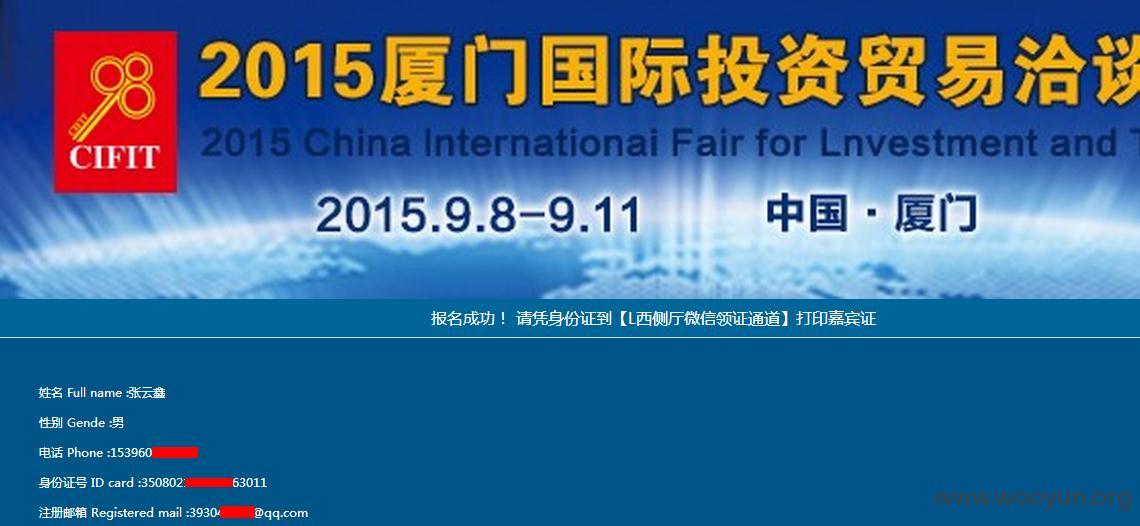 2015厦门国际投资贸易洽谈
98
CIFIT
CIFIT
2015 China Internationai Fair for Lnvestment and T
2015.9.8-9.11 中国·厦门
报名成功！ 请凭身份证到【L西侧厅微信领证通道】打印嘉宾证
姓名 Full name :张云鑫
性别 Gende :男
电话 Phone :153960
身份证号 ID card :350802 63011
注册邮箱 Registered mail :3930 @qq.com
www.wooyun.org